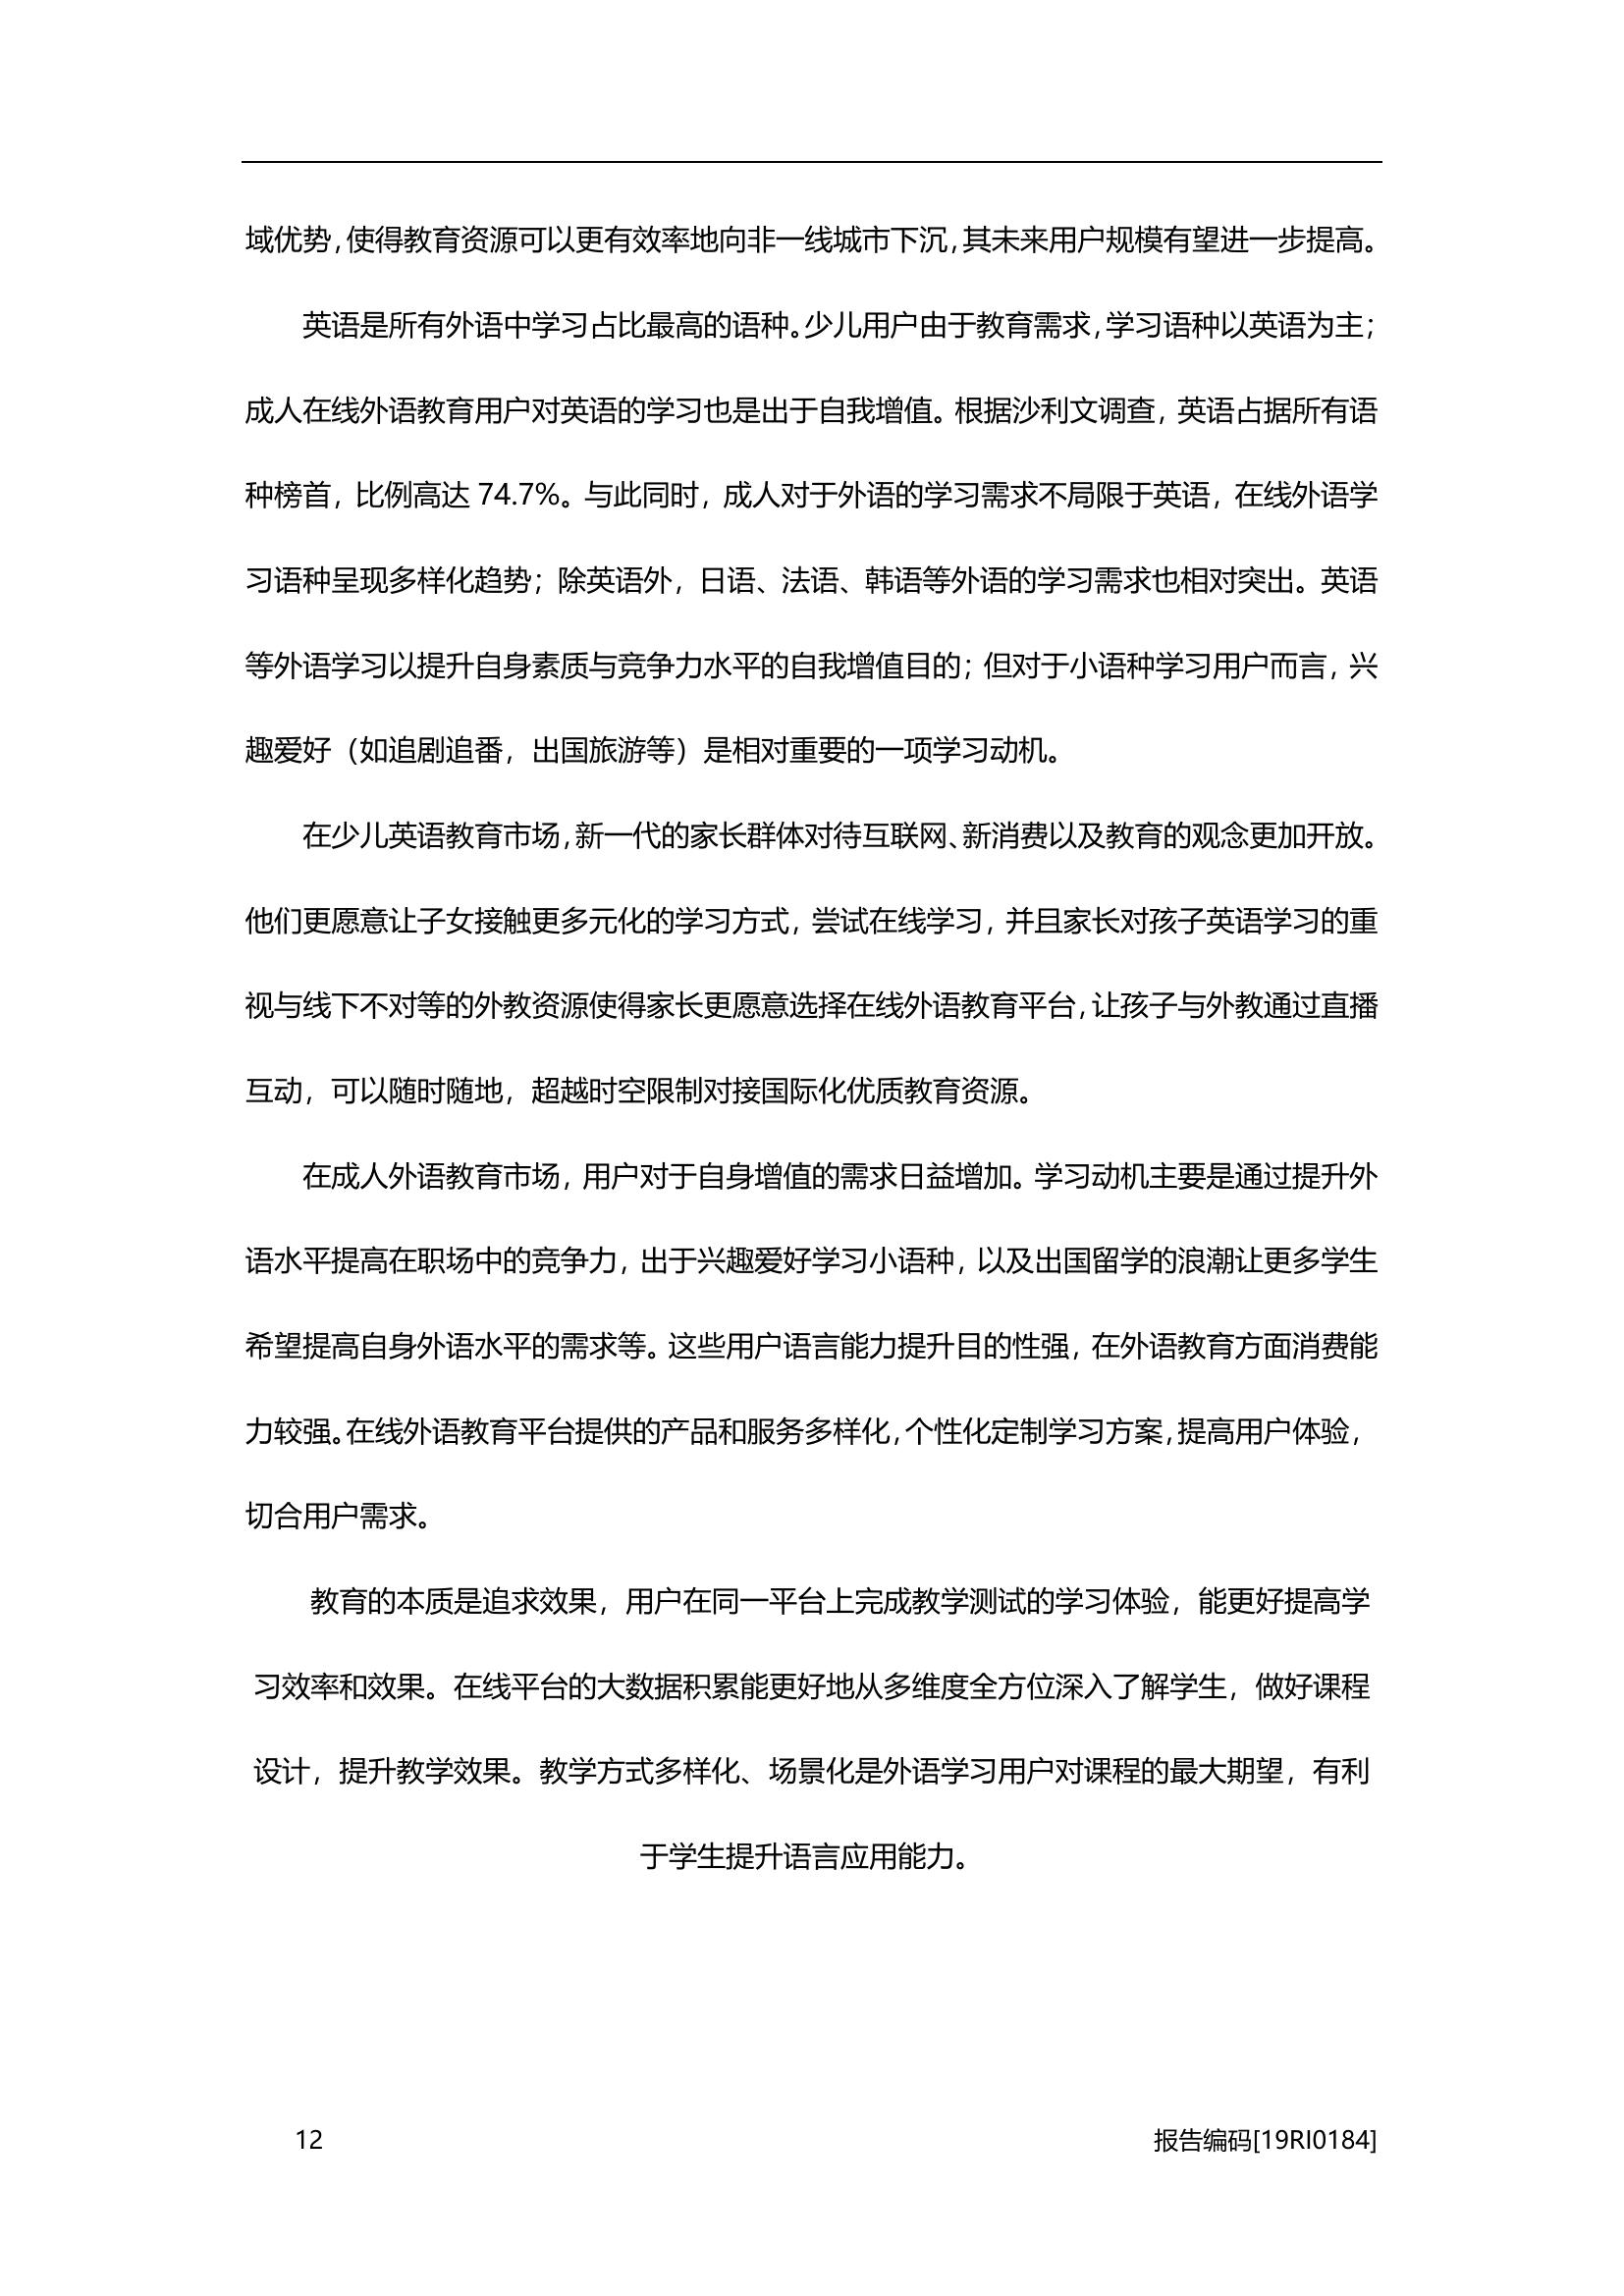 域优势，使得教育资源可以更有效率地向非一线城市下沉，其未来用户规模有望进一步提高。
英语是所有外语中学习占比最高的语种。少儿用户由于教育需求，学习语种以英语为主；
成人在线外语教育用户对英语的学习也是出于自我增值。根据沙利文调查，英语占据所有语
种榜首，比例高达 74.7%。与此同时，成人对于外语的学习需求不局限于英语，在线外语学
习语种呈现多样化趋势；除英语外，日语、法语、韩语等外语的学习需求也相对突出。英语
等外语学习以提升自身素质与竞争力水平的自我增值目的；但对于小语种学习用户而言，兴
趣爱好（如追剧追番，出国旅游等）是相对重要的一项学习动机。
在少儿英语教育市场，新一代的家长群体对待互联网、新消费以及教育的观念更加开放。
他们更愿意让子女接触更多元化的学习方式，尝试在线学习，并且家长对孩子英语学习的重
视与线下不对等的外教资源使得家长更愿意选择在线外语教育平台，让孩子与外教通过直播
互动，可以随时随地，超越时空限制对接国际化优质教育资源。
在成人外语教育市场，用户对于自身增值的需求日益增加。学习动机主要是通过提升外
语水平提高在职场中的竞争力，出于兴趣爱好学习小语种，以及出国留学的浪潮让更多学生
希望提高自身外语水平的需求等。这些用户语言能力提升目的性强，在外语教育方面消费能
力较强。在线外语教育平台提供的产品和服务多样化，个性化定制学习方案，提高用户体验，
切合用户需求。
教育的本质是追求效果，用户在同一平台上完成教学测试的学习体验，能更好提高学
习效率和效果。在线平台的大数据积累能更好地从多维度全方位深入了解学生，做好课程
设计，提升教学效果。教学方式多样化、场景化是外语学习用户对课程的最大期望，有利
于学生提升语言应用能力。
12 报告编码[19RI0184]